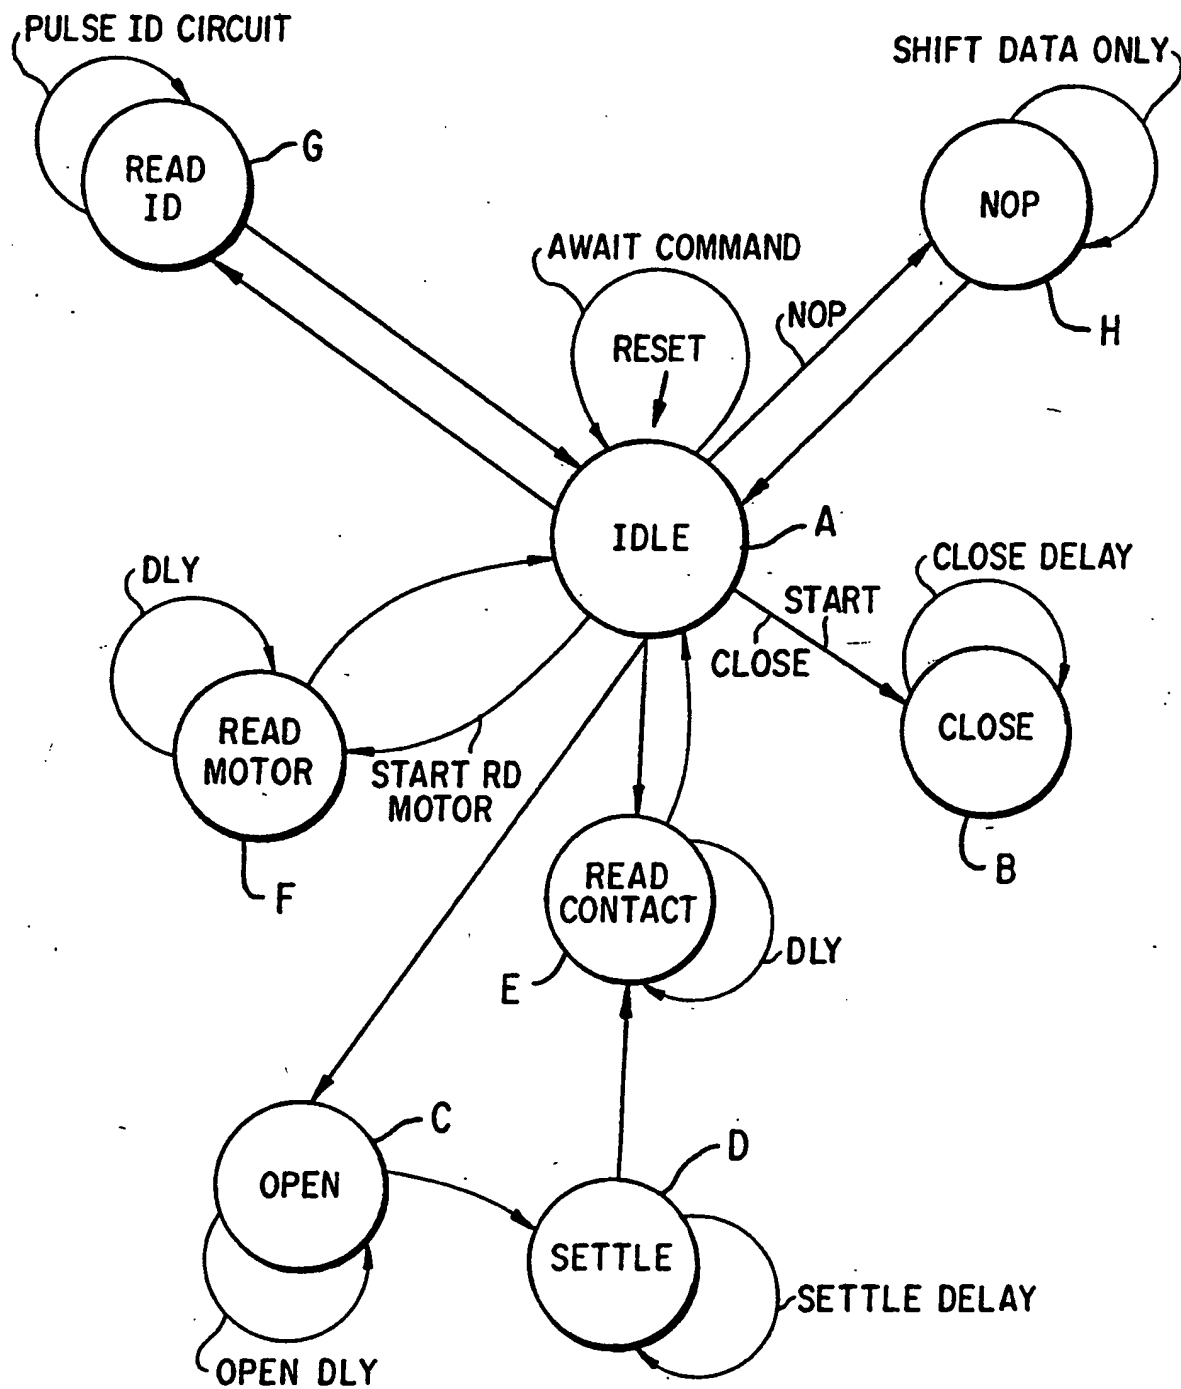 PULSE ID CIRCUIT
SHIFT DATA ONLY
G
READ
ID
NOP
AWAIT COMMAND
NOP
H
RESET
A
IDLE
DLY
CLOSE DELAY
START
CLOSE
READ
MOTOR
CLOSE
START RD
MOTOR
B
F
READ
CONTACT
DLY
E
C
D
OPEN
SETTLE
SETTLE DELAY
OPEN DLY